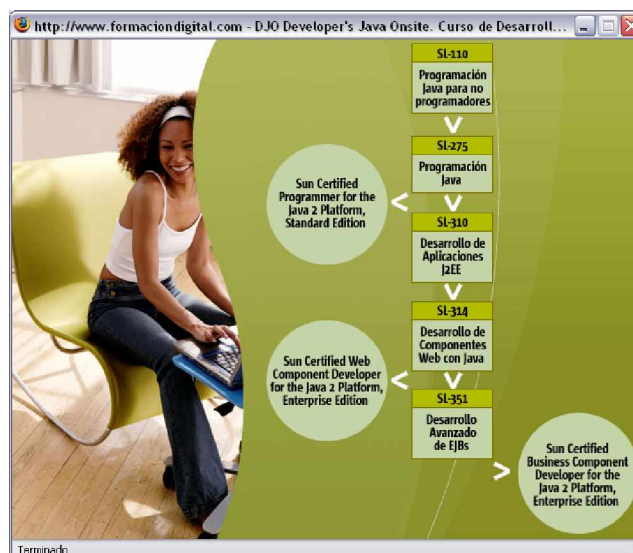 http://www.formaciondigital.com - DJO Developer's Java Onsite. Curso de Desarroll...
SL-110
Programación
Java para no
programadores
SL-275
Programación
Java
Sun Certified
Programmer for the
Java 2 Platform,
Standard Edition
SL-310
Desarrollo de
Aplicaciones
J2EE
SL-314
Desarrollo de
Componentes
Web con Java
Sun Certified Web
Component Developer
for the Java 2 Platform,
Enterprise Edition
SL-351
Desarrollo
Avanzado
de EJBs
Sun Certified
Business Component
Developer for the
Java 2 Platform,
Enterprise Edition
Terminado